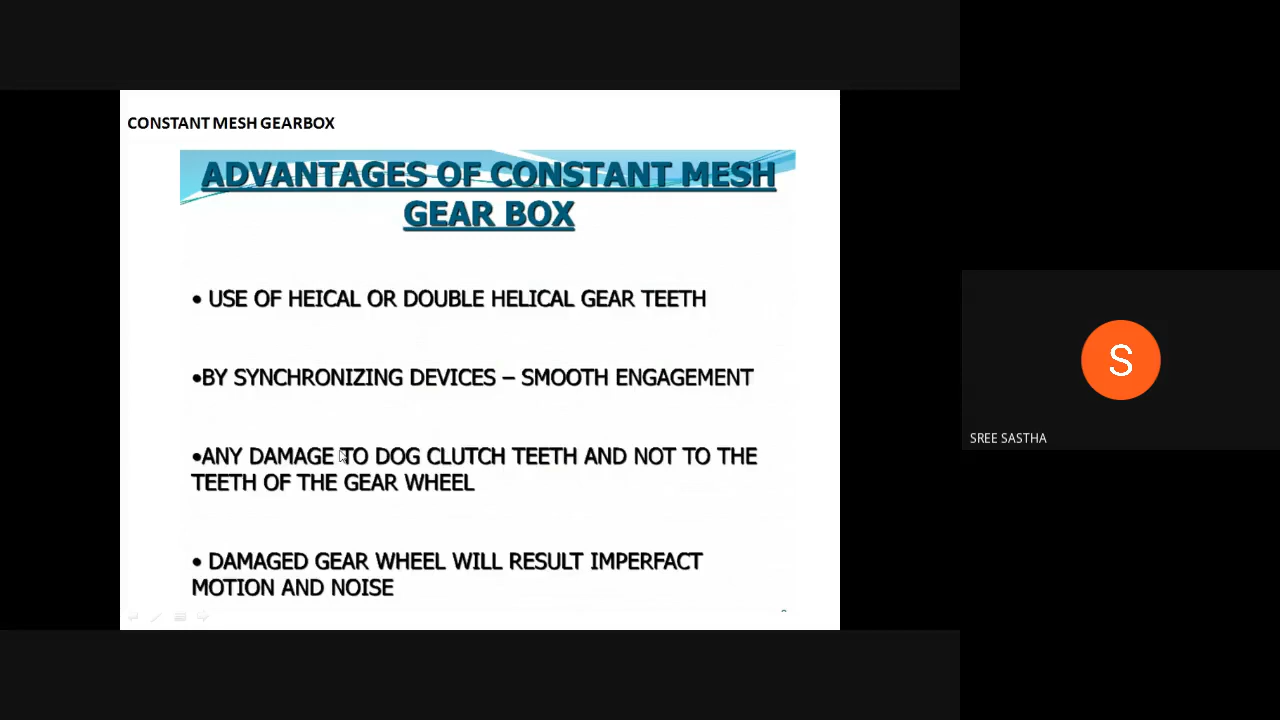 CONSTANT MESH GEARBOX
ADVANTAGES OF CONSTANT MESH
GEAR BOX
• USE OF HEICAL OR DOUBLE HELICAL GEAR TEETH
•BY SYNCHRONIZING DEVICES – SMOOTH ENGAGEMENT
•ANY DAMAGE TO DOG CLUTCH TEETH AND NOT TO THE
TEETH OF THE GEAR WHEEL
• DAMAGED GEAR WHEEL WILL RESULT IMPERFACT
MOTION AND NOISE
S
SREE SASTHA